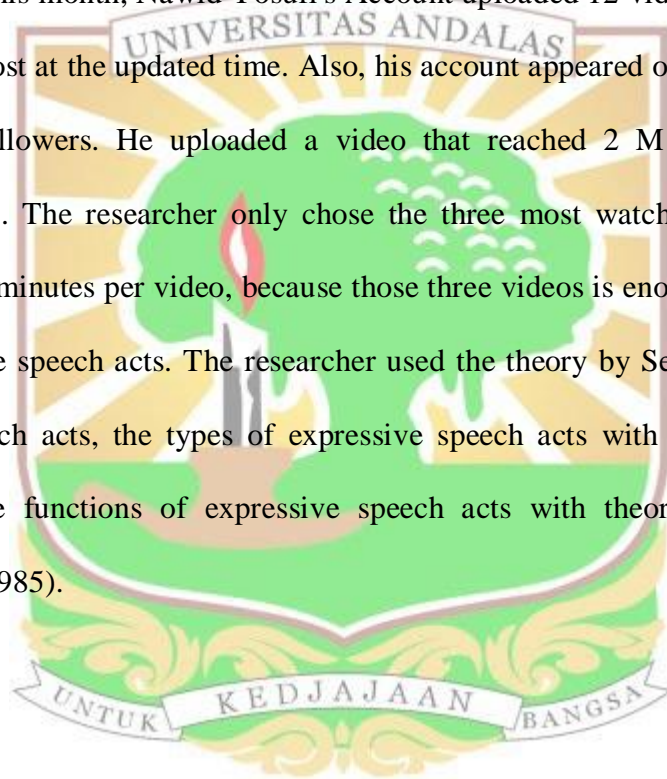 his month, Nawid Yosufi's Account uploaded 12 vid
UNIVERSITAS ANDALAS
ost at the updated time. Also, his account appeared o
llowers. He uploaded a video that reached 2 M
. The researcher only chose the three most watch
minutes per video, because those three videos is eno
e speech acts. The researcher used the theory by Se
ch acts, the types of expressive speech acts with
e functions of expressive speech acts with theor
985).
UNTUK KEDJAJAAN BANGSA